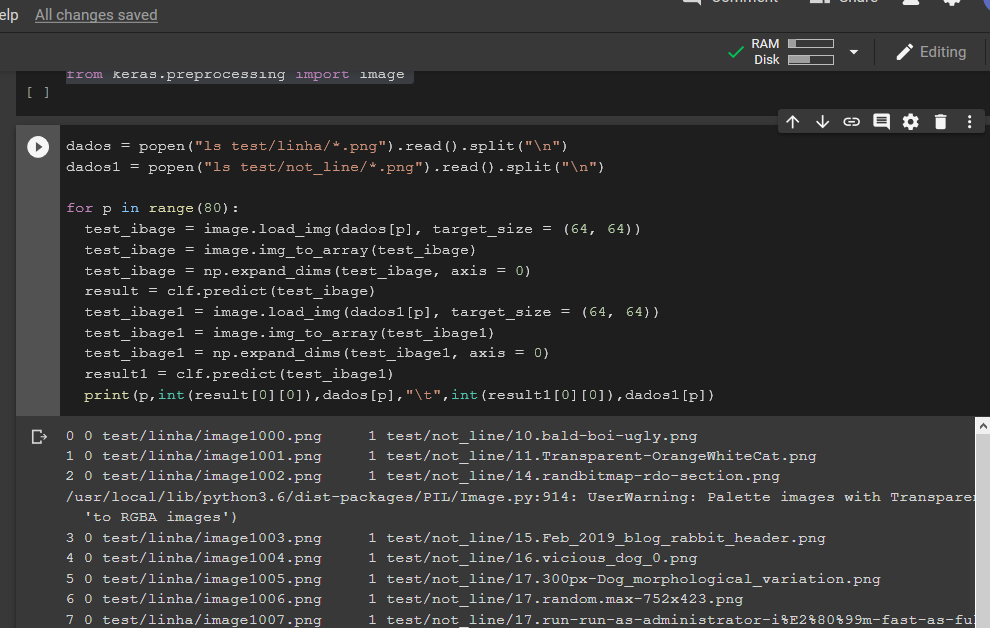 elp All changes saved
Comment Share
RAM
Disk
Editing
from keras.preprocessing import image
[ ]
dados = popen("ls test/linha/*.png").read().split("\n")
dados1 = popen("ls test/not_line/*.png").read().split("\n")
for p in range(80):
test_ibage = image.load_img(dados[p], target_size = (64, 64))
test_ibage = image.img_to_array(test_ibage)
test_ibage = np.expand_dims(test_ibage, axis = 0)
result = clf.predict(test_ibage)
test_ibage1 = image.load_img(dados1[p], target_size = (64, 64))
test_ibage1 = image.img_to_array(test_ibage1)
test_ibage1 = np.expand_dims(test_ibage1, axis = 0)
result1 = clf.predict(test_ibage1)
print(p,int(result[0][0]),dados[p],"\t",int(result1[0][0]),dados1[p])
0 0 test/linha/image1000.png 1 test/not_line/10.bald-boi-ugly.png
1 0 test/linha/image1001.png 1 test/not_line/11.Transparent-OrangeWhiteCat.png
2 0 test/linha/image1002.png 1 test/not_line/14.randbitmap-rdo-section.png
/usr/local/lib/python3.6/dist-packages/PIL/Image.py:914: UserWarning: Palette images with Transparen
'to RGBA images')
3 0 test/linha/image1003.png 1 test/not_line/15.Feb_2019_blog_rabbit_header.png
4 0 test/linha/image1004.png 1 test/not_line/16.vicious_dog_0.png
5 0 test/linha/image1005.png 1 test/not_line/17.300px-Dog_morphological_variation.png
6 0 test/linha/image1006.png 1 test/not_line/17.random.max-752x423.png
7 0 test/linha/image1007.png 1 test/not_line/17.run-run-as-administrator-i%E2%80%99m-fast-as-fu